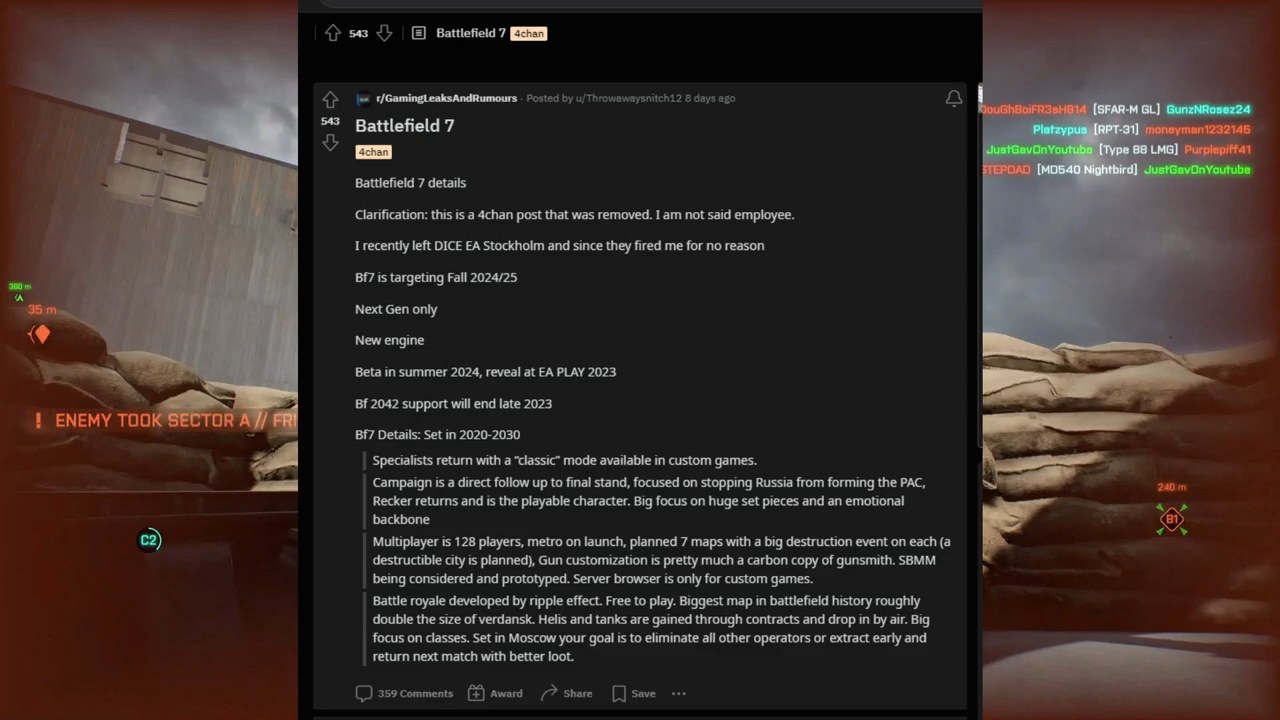 543 Battlefield 7 4chan
r/GamingLeaksAndRumours · Posted by u/Throwawaysnitch12 8 days ago
543
Battlefield 7
4chan
Battlefield 7 details
Clarification: this is a 4chan post that was removed. I am not said employee.
I recently left DICE EA Stockholm and since they fired me for no reason
Bf7 is targeting Fall 2024/25
Next Gen only
New engine
Beta in summer 2024, reveal at EA PLAY 2023
Bf 2042 support will end late 2023
Bf7 Details: Set in 2020-2030
Specialists return with a “classic” mode available in custom games.
Campaign is a direct follow up to final stand, focused on stopping Russia from forming the PAC,
Recker returns and is the playable character. Big focus on huge set pieces and an emotional
backbone
Multiplayer is 128 players, metro on launch, planned 7 maps with a big destruction event on each (a
destructible city is planned), Gun customization is pretty much a carbon copy of gunsmith. SBMM
being considered and prototyped. Server browser is only for custom games.
Battle royale developed by ripple effect. Free to play. Biggest map in battlefield history roughly
double the size of verdansk. Helis and tanks are gained through contracts and drop in by air. Big
focus on classes. Set in Moscow your goal is to eliminate all other operators or extract early and
return next match with better loot.
359 Comments Award Share Save
[SFAR-M GL] GunzNRosez24
Platzypus [RPT-31] moneyman1232145
JustGavOnYoutube [Type 88 LMG] Purplepiff41
STEPDAD [MD540 Nightbird] JustGavOnYoutube
A
35 m
! ENEMY TOOK SECTOR A // FRI
C2
240 m
B1